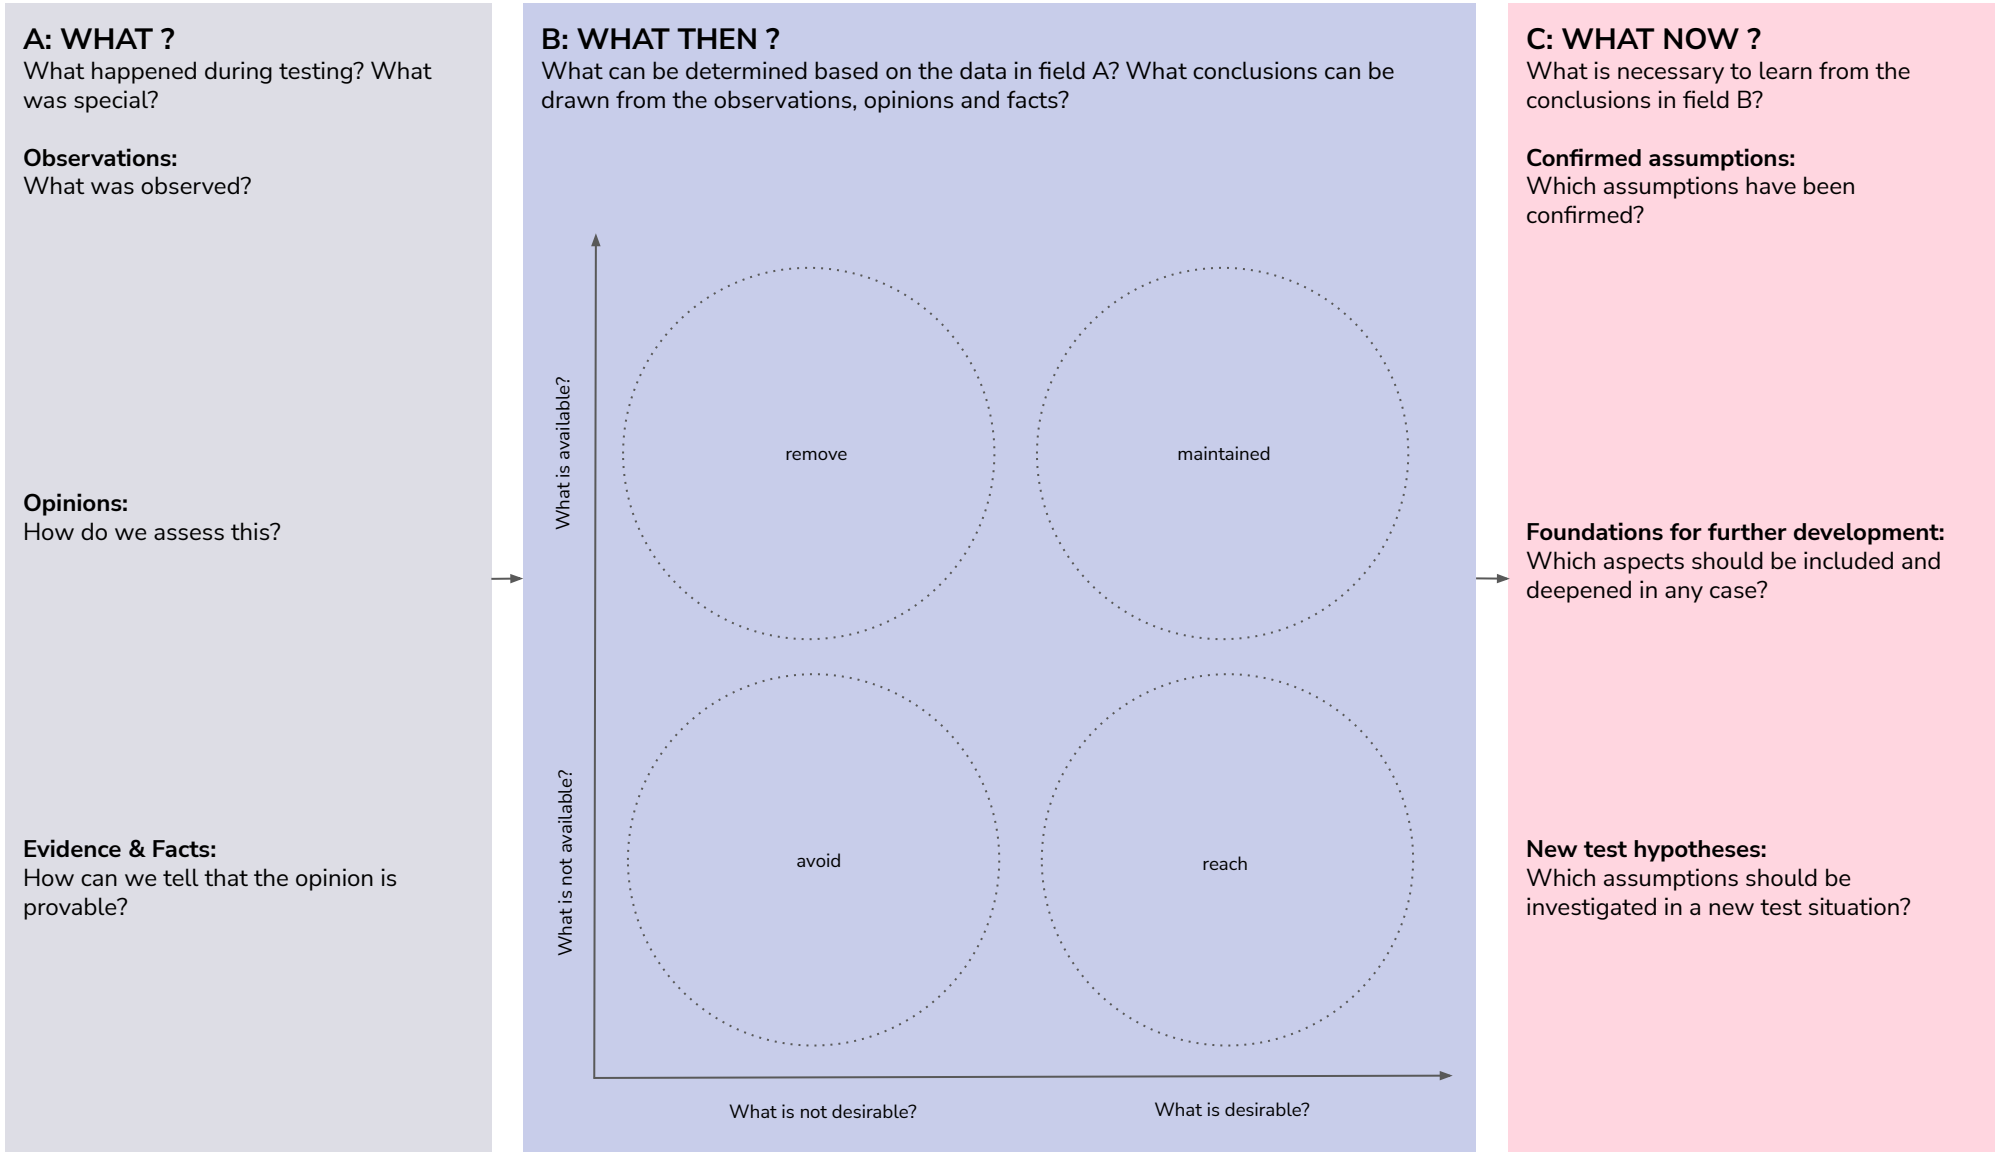 A: WHAT ?
What happened during testing? What
was special?
Observations:
What was observed?
Opinions:
How do we assess this?
Evidence & Facts:
How can we tell that the opinion is
provable?
B: WHAT THEN ?
What can be determined based on the data in field A? What conclusions can be
drawn from the observations, opinions and facts?
What is available?
remove
maintained
What is not available?
avoid
reach
What is not desirable?
What is desirable?
C: WHAT NOW ?
What is necessary to learn from the
conclusions in field B?
Confirmed assumptions:
Which assumptions have been
confirmed?
Foundations for further development:
Which aspects should be included and
deepened in any case?
New test hypotheses:
Which assumptions should be
investigated in a new test situation?